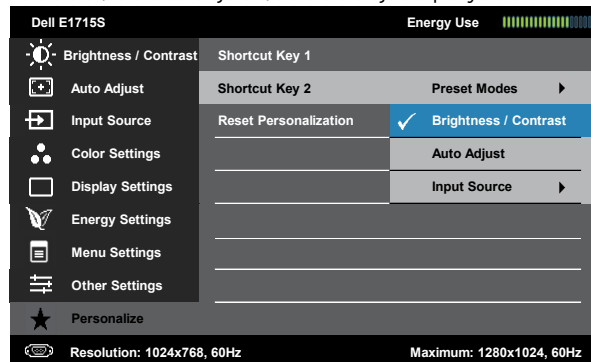 Dell E1715S Energy Use
Brightness / Contrast Shortcut Key 1
Auto Adjust Shortcut Key 2 Preset Modes
Input Source Reset Personalization Brightness / Contrast
Color Settings Auto Adjust
Display Settings Input Source
Energy Settings
Menu Settings
Other Settings
Personalize
Resolution: 1024x768, 60Hz Maximum: 1280x1024, 60Hz